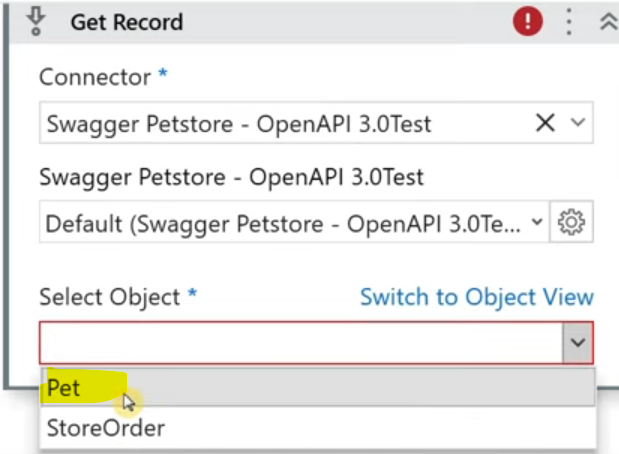 Get Record
Connector *
Swagger Petstore - OpenAPI 3.0Test
Swagger Petstore - OpenAPI 3.0Test
Default (Swagger Petstore - OpenAPI 3.0Te...
Select Object * Switch to Object View
Pet
StoreOrder